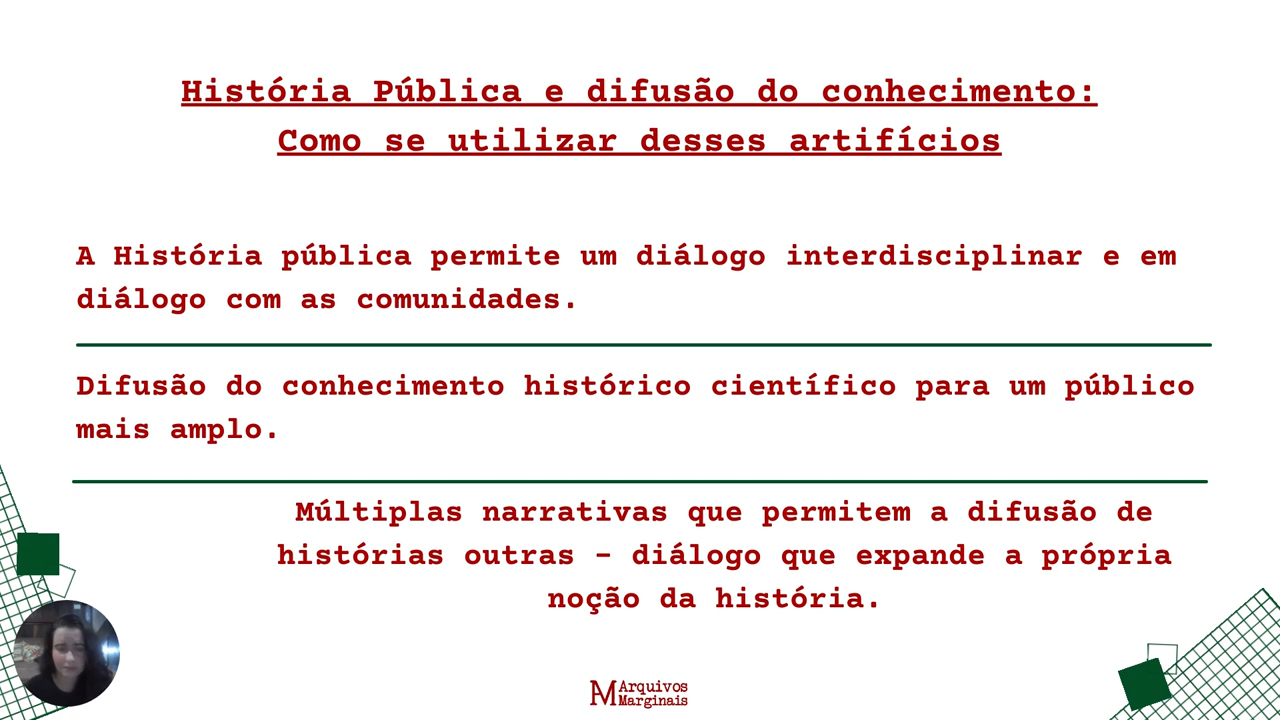 História Pública e difusão do conhecimento:
Como se utilizar desses artifícios
A História pública permite um diálogo interdisciplinar e em
diálogo com as comunidades.
Difusão do conhecimento histórico científico para um público
mais amplo.
Múltiplas narrativas que permitem a difusão de
histórias outras – diálogo que expande a própria
noção da história.
M Arquivos
Marginais